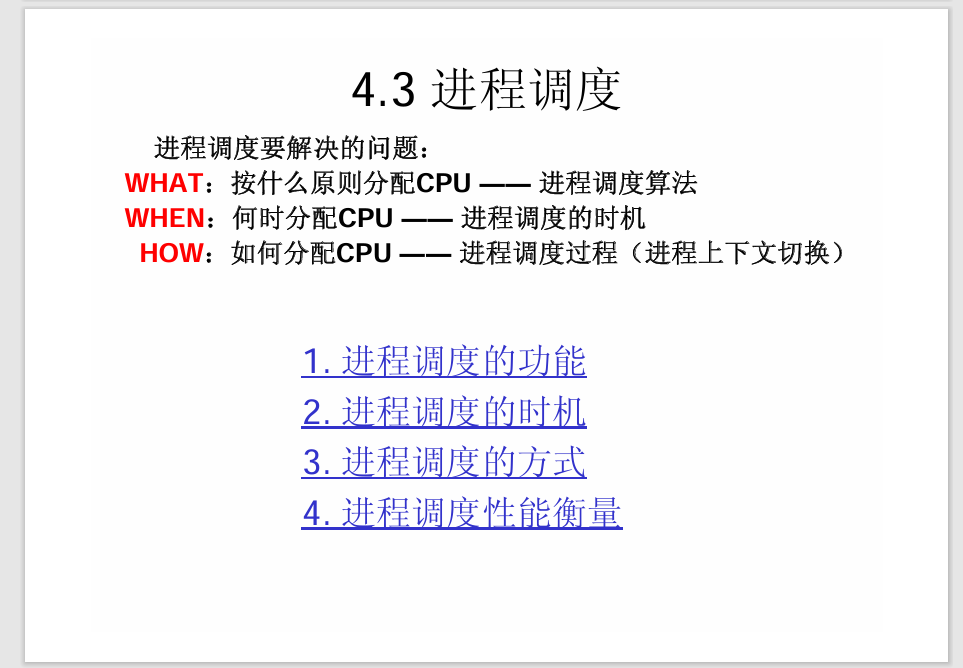 4.3 进程调度
进程调度要解决的问题：
WHAT：按什么原则分配CPU —— 进程调度算法
WHEN：何时分配CPU —— 进程调度的时机
HOW：如何分配CPU —— 进程调度过程（进程上下文切换）
1. 进程调度的功能
2. 进程调度的时机
3. 进程调度的方式
4. 进程调度性能衡量